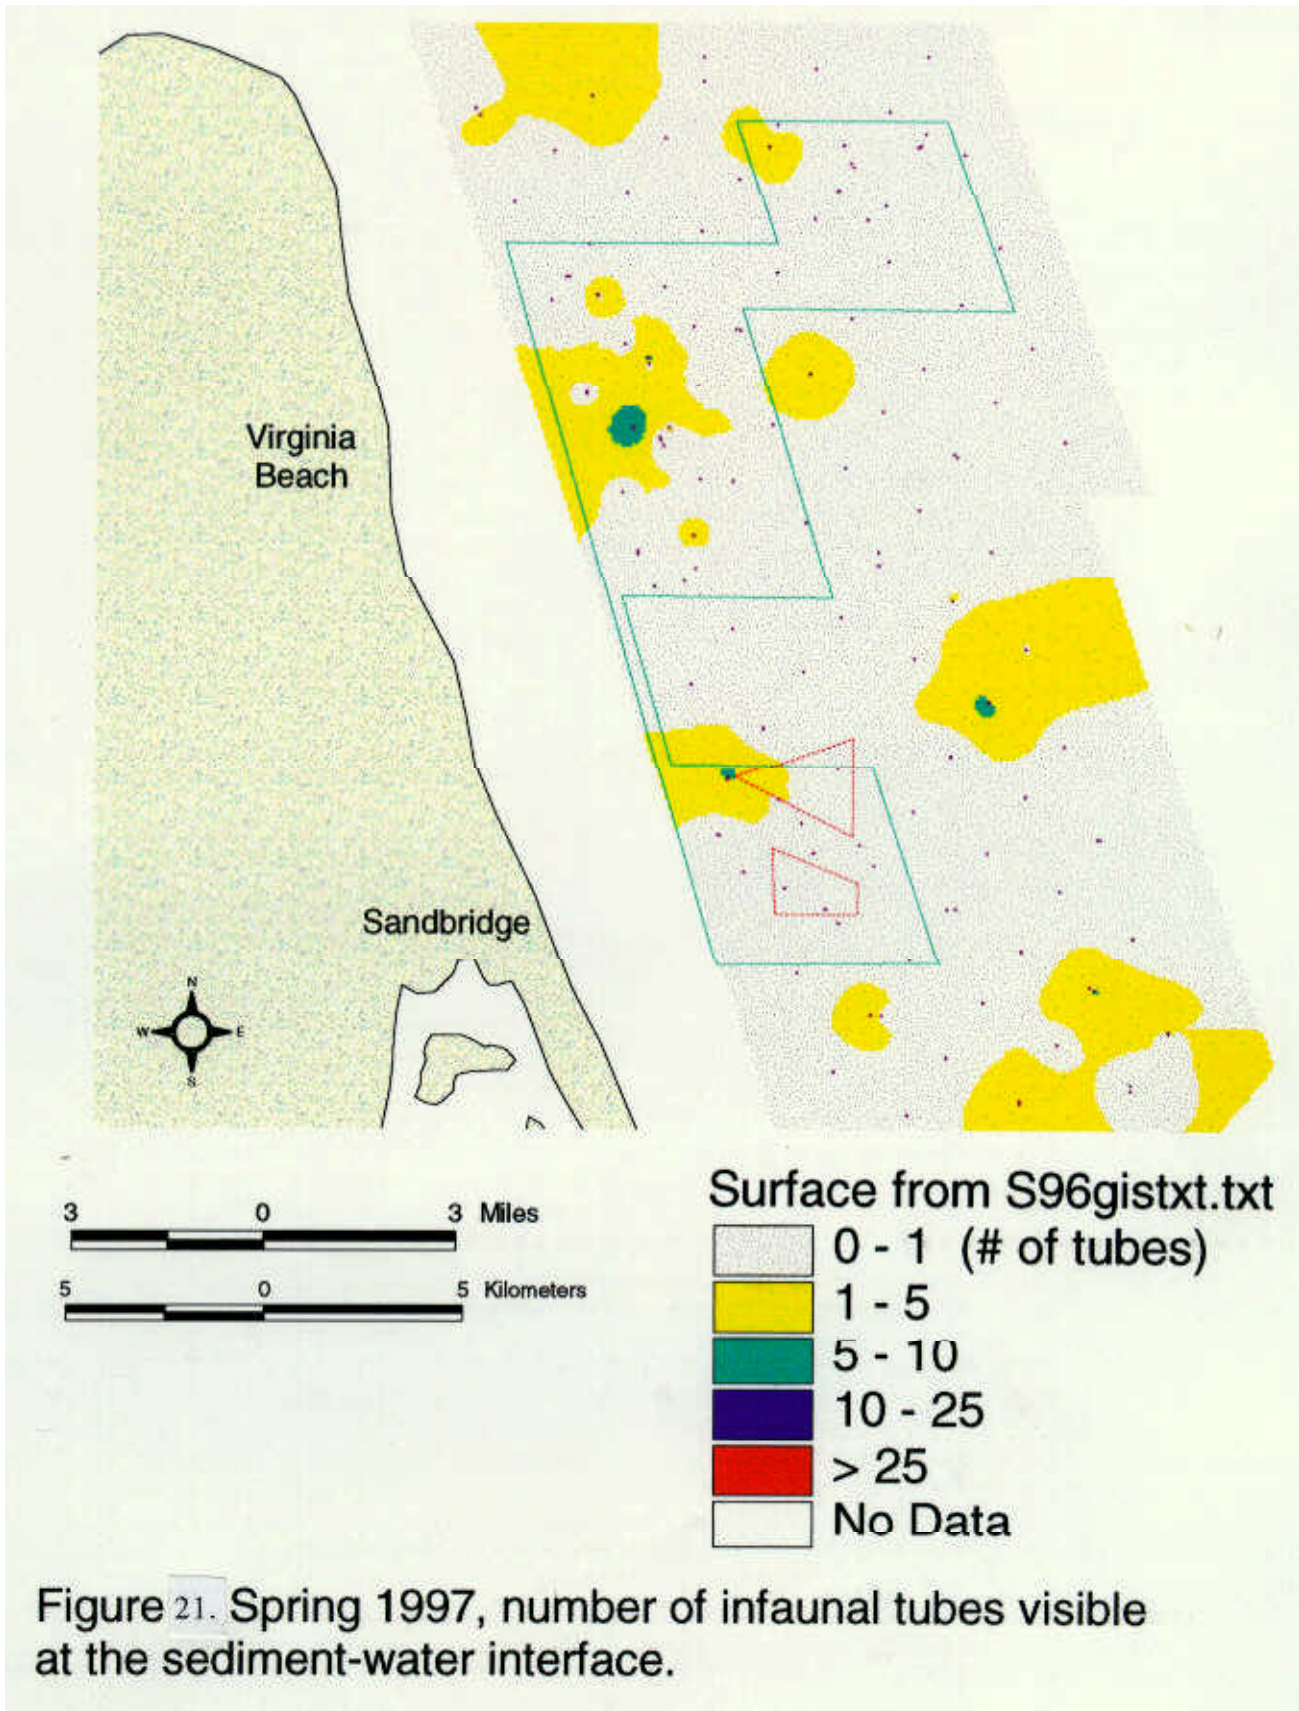 Virginia
Beach
Sandbridge
N
W E
S
3 0 3 Miles
5 0 5 Kilometers
Surface from S96gistxt.txt
0 - 1 (# of tubes)
1 - 5
5 - 10
10 - 25
> 25
No Data
Figure 21. Spring 1997, number of infaunal tubes visible
at the sediment-water interface.